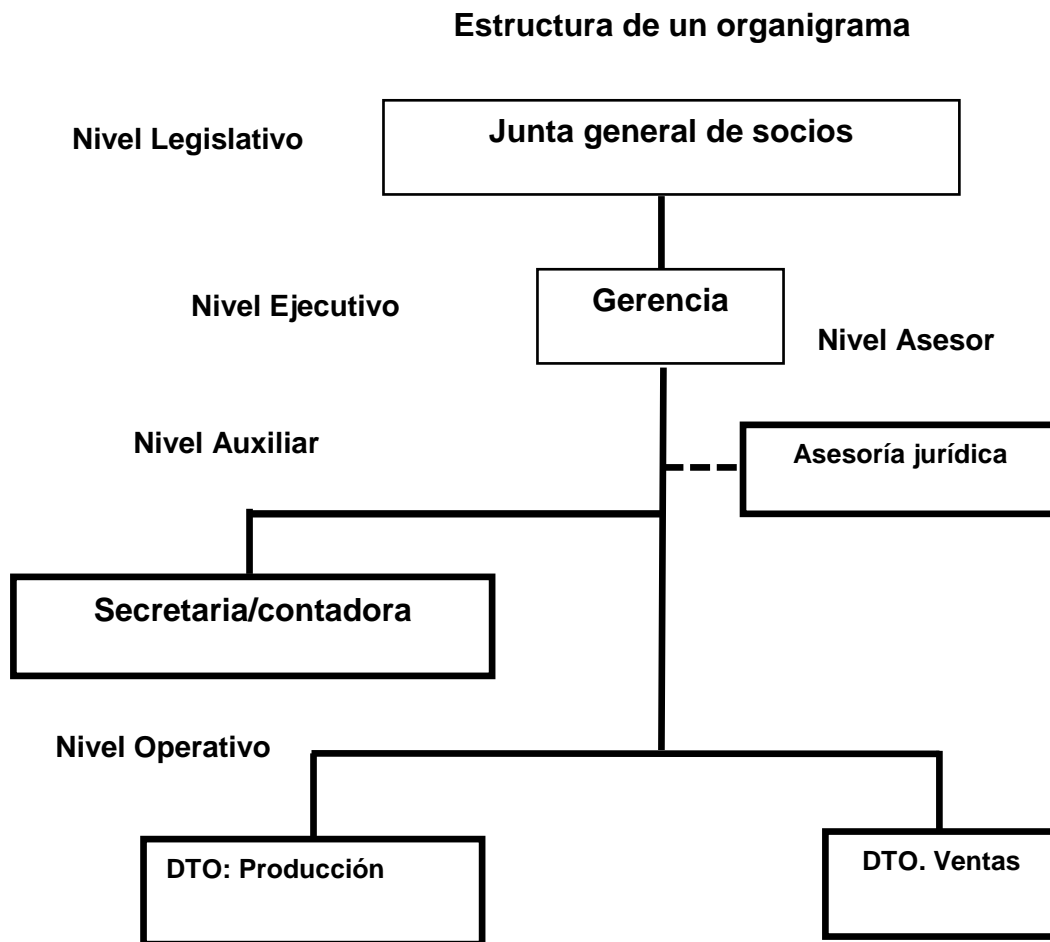 Estructura de un organigrama
Junta general de socios
Nivel Legislativo
Nivel Ejecutivo
Gerencia
Nivel Asesor
Nivel Auxiliar
Asesoría jurídica
Secretaria/contadora
Nivel Operativo
DTO: Producción
DTO. Ventas